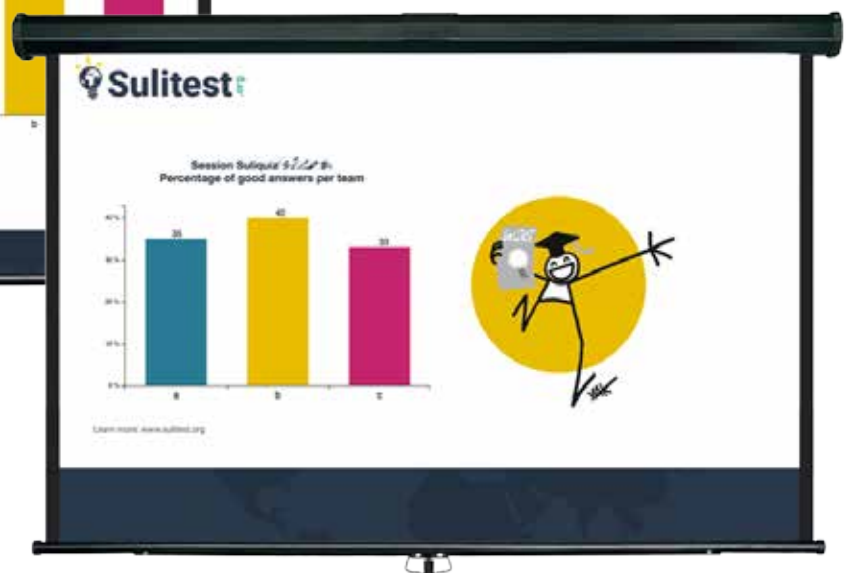 b
Sulitest
Session Suliquiz
Percentage of good answers per team
40 %
30 %
20 %
10 %
0 %
35
40
33
a
b
c
Learn more: www.sulitest.org